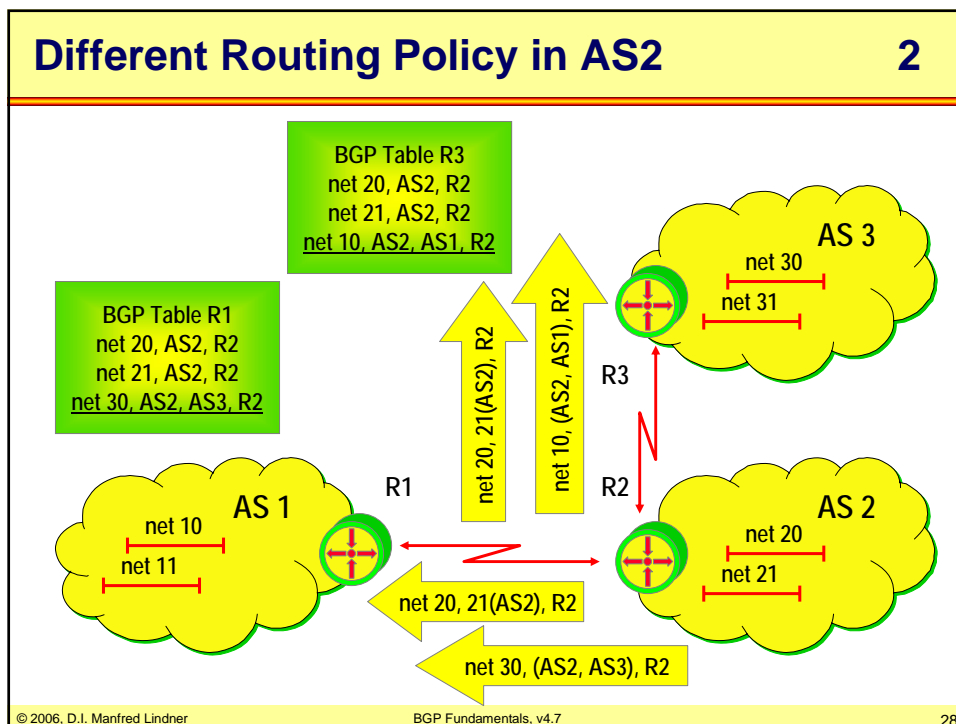 Different Routing Policy in AS2 2
BGP Table R3
net 20, AS2, R2
net 21, AS2, R2
net 10, AS2, AS1, R2
BGP Table R1
net 20, AS2, R2
net 21, AS2, R2
net 30, AS2, AS3, R2
net 20, 21(AS2), R2
net 10, (AS2, AS1), R2
AS 3
net 30
net 31
R3
R1
R2
AS 1
net 10
net 11
AS 2
net 20
net 21
net 20, 21(AS2), R2
net 30, (AS2, AS3), R2
© 2006, D.I. Manfred Lindner BGP Fundamentals, v4.7 28